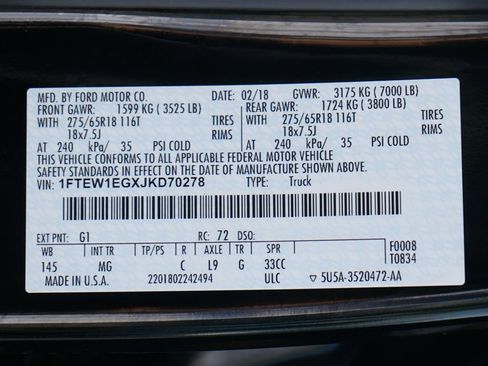 MFD. BY FORD MOTOR CO. DATE: 02/18 GVWR: 3175 KG ( 7000 LB)
FRONT GAWR: 1599 KG ( 3525 LB) REAR GAWR: 1724 KG ( 3800 LB)
WITH 275/65R18 116T TIRES WITH 275/65R18 116T TIRES
18x7.5J RIMS 18x7.5J RIMS
AT 240 kPa/ 35 PSI COLD AT 240 kPa/ 35 PSI COLD
THIS VEHICLE CONFORMS TO ALL APPLICABLE FEDERAL MOTOR VEHICLE SAFETY
STANDARDS IN EFFECT ON THE DATE OF MANUFACTURE SHOWN ABOVE.
VIN: 1FTEW1EGXJKD70278 TYPE: Truck
EXT PNT: G1 RC: 72 DSO: F0008
WB INT TR TP/PS R AXLE TR SPR T0834
145 MG C L9 G 33CC
MADE IN U.S.A. 2201802242494 ULC 5U5A-3520472-AA